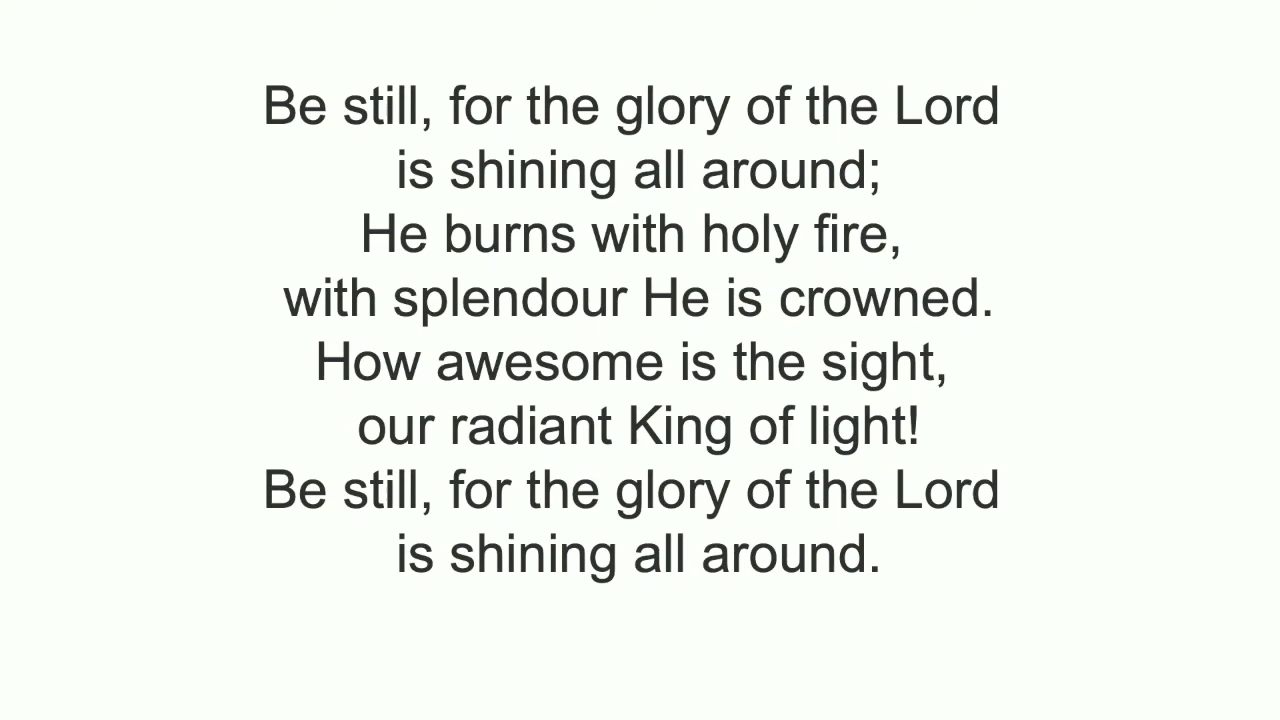 Be still, for the glory of the Lord
is shining all around;
He burns with holy fire,
with splendour He is crowned.
How awesome is the sight,
our radiant King of light!
Be still, for the glory of the Lord
is shining all around.